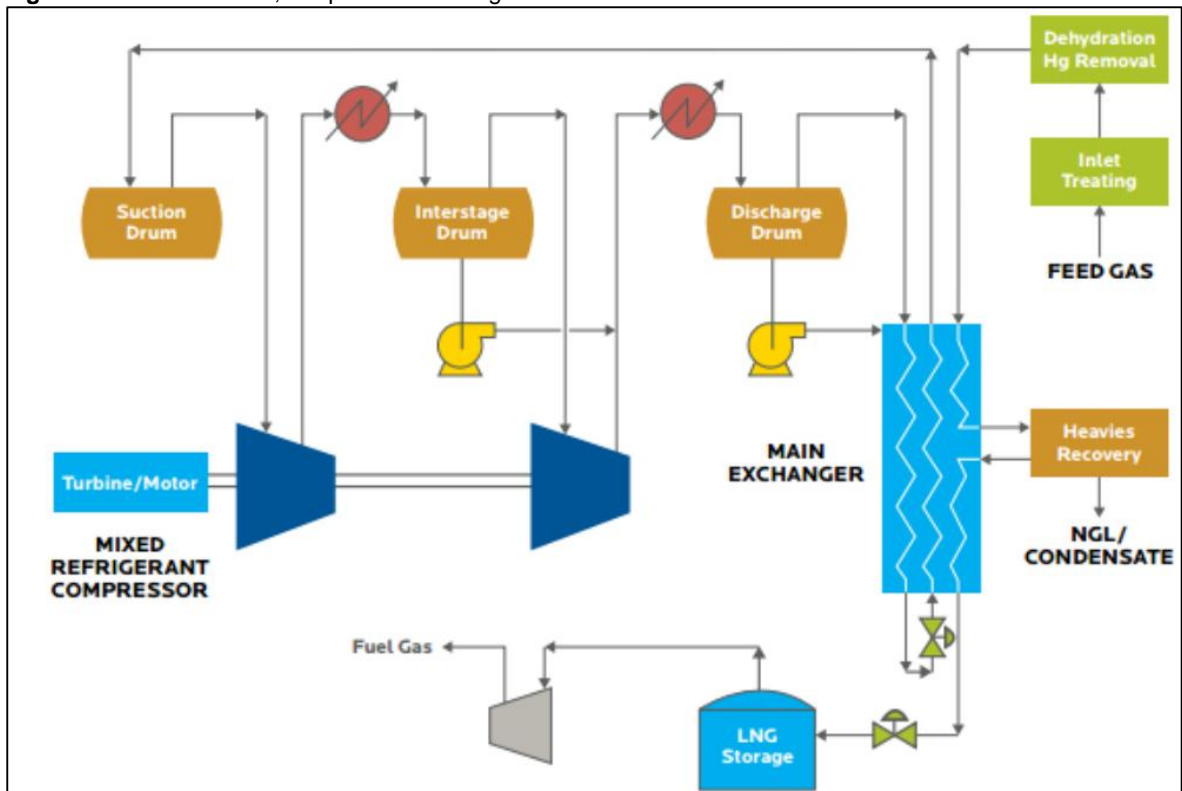 Dehydration
Hg Removal
Inlet
Treating
FEED GAS
Suction
Drum
Interstage
Drum
Discharge
Drum
Turbine/Motor
MIXED
REFRIGERANT
COMPRESSOR
MAIN
EXCHANGER
Heavies
Recovery
NGL/
CONDENSATE
Fuel Gas
LNG
Storage